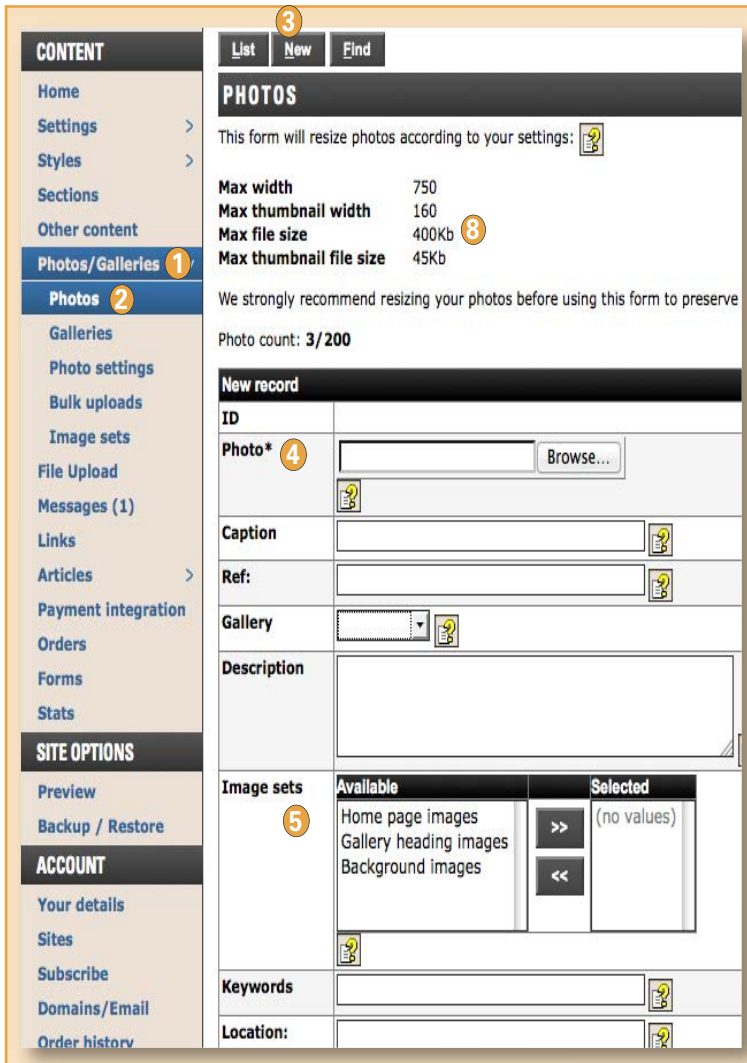 3
CONTENT
Home
Settings >
Styles >
Sections
Other content
Photos/Galleries 1
Photos 2
Galleries
Photo settings
Bulk uploads
Image sets
File Upload
Messages (1)
Links
Articles >
Payment integration
Orders
Forms
Stats
SITE OPTIONS
Preview
Backup / Restore
ACCOUNT
Your details
Sites
Subscribe
Domains/Email
Order history
List New Find
PHOTOS
This form will resize photos according to your settings:
Max width 750
Max thumbnail width 160
Max file size 400Kb 8
Max thumbnail file size 45Kb
We strongly recommend resizing your photos before using this form to preserve
Photo count: 3/200
New record
ID
Photo* 4 Browse...
Caption
Ref:
Gallery
Description
Image sets 5
Available Selected
Home page images >> (no values)
Gallery heading images
Background images <<
Keywords
Location: